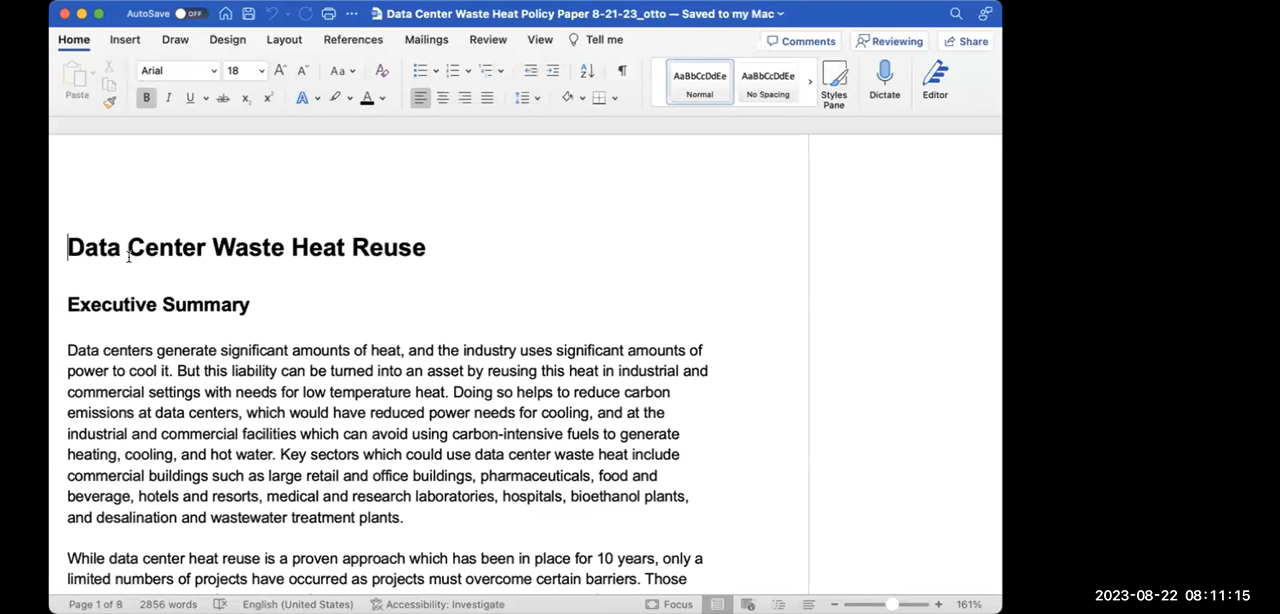 AutoSave OFF Data Center Waste Heat Policy Paper 8-21-23_otto — Saved to my Mac
Home Insert Draw Design Layout References Mailings Review View Tell me Comments Reviewing Share
Paste Arial 18 Aa AaBbCcDdEe Normal AaBbCcDdEe No Spacing Styles Pane Dictate Editor
Data Center Waste Heat Reuse
Executive Summary
Data centers generate significant amounts of heat, and the industry uses significant amounts of
power to cool it. But this liability can be turned into an asset by reusing this heat in industrial and
commercial settings with needs for low temperature heat. Doing so helps to reduce carbon
emissions at data centers, which would have reduced power needs for cooling, and at the
industrial and commercial facilities which can avoid using carbon-intensive fuels to generate
heating, cooling, and hot water. Key sectors which could use data center waste heat include
commercial buildings such as large retail and office buildings, pharmaceuticals, food and
beverage, hotels and resorts, medical and research laboratories, hospitals, bioethanol plants,
and desalination and wastewater treatment plants.
While data center heat reuse is a proven approach which has been in place for 10 years, only a
limited numbers of projects have occurred as projects must overcome certain barriers. Those
Page 1 of 8 2856 words English (United States) Accessibility: Investigate Focus 161%
2023-08-22 08:11:15